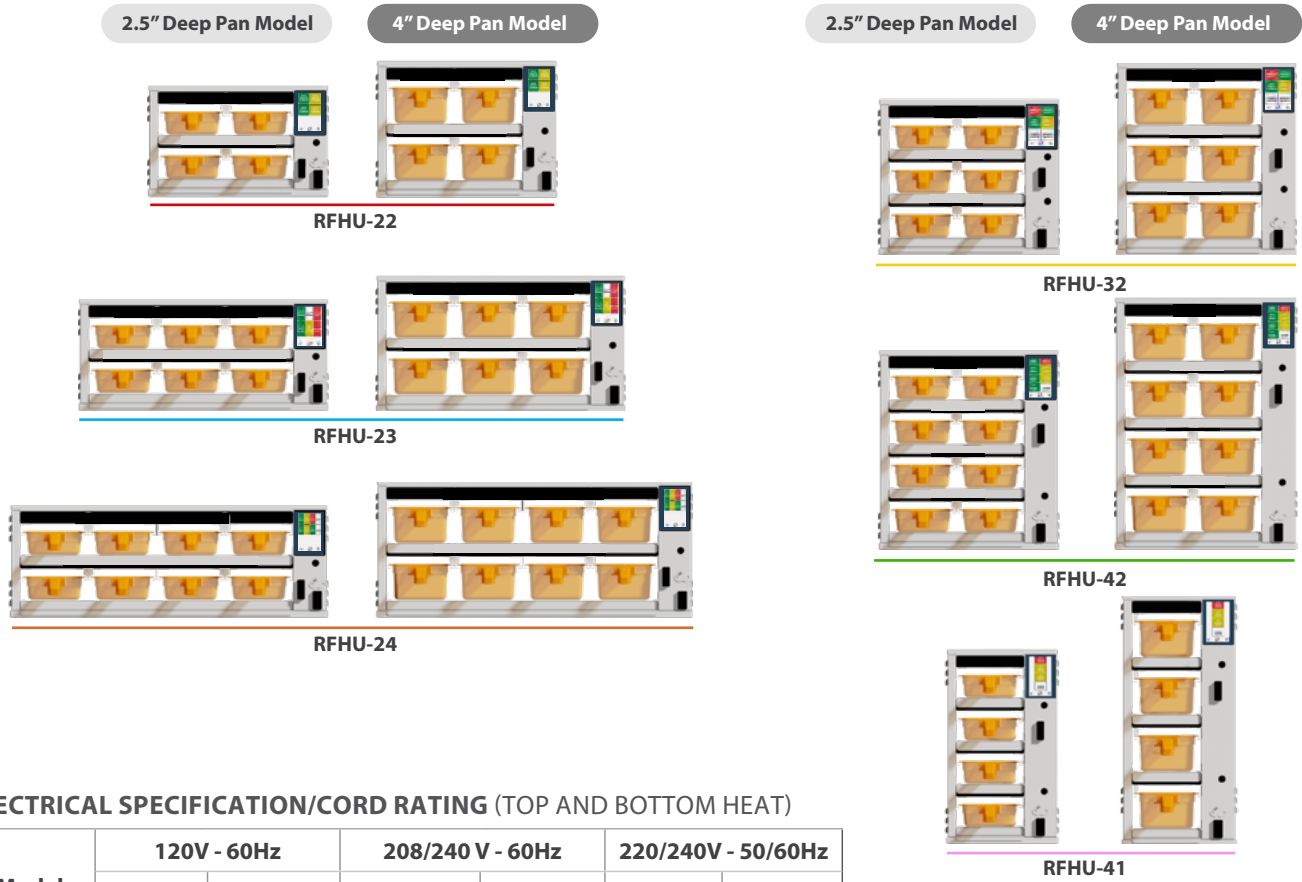 2.5” Deep Pan Model
4” Deep Pan Model
RFHU-22
RFHU-23
RFHU-24
2.5” Deep Pan Model
4” Deep Pan Model
RFHU-32
RFHU-42
RFHU-41
ECTRICAL SPECIFICATION/CORD RATING (TOP AND BOTTOM HEAT)
120V - 60Hz
208/240 V - 60Hz
220/240V - 50/60Hz